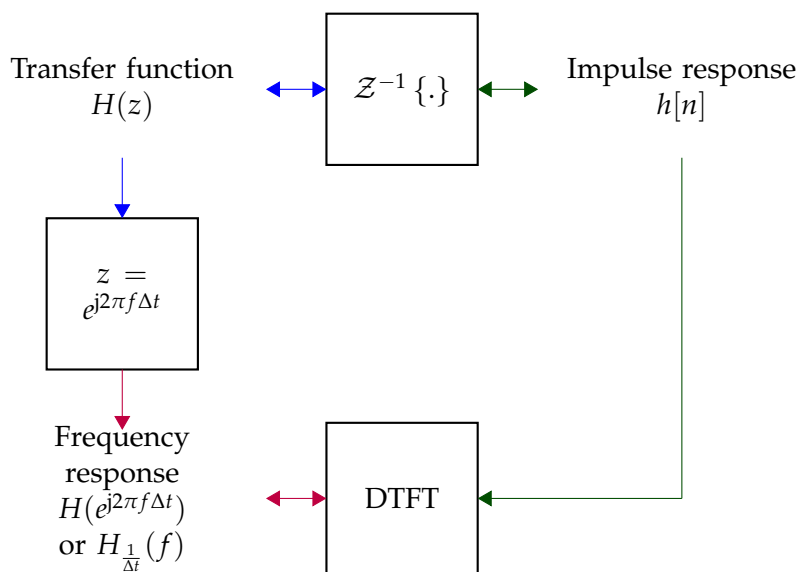 Transfer function
H(z)
𝒵⁻¹ {.}
Impulse response
h[n]
z =
e^{j2πfΔt}
Frequency
response
H(e^{j2πfΔt})
or H_{1/Δt}(f)
DTFT